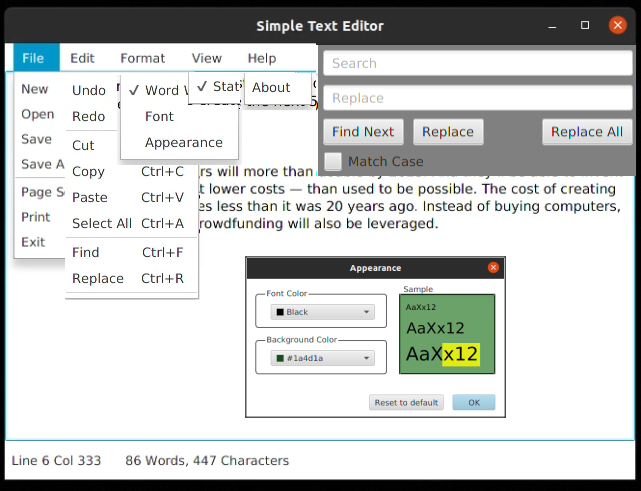 Simple Text Editor
File Edit Format View Help
New
Open
Save
Save A
Page S
Print
Exit
Undo
Redo
Cut
Copy Ctrl+C
Paste Ctrl+V
Select All Ctrl+A
Find Ctrl+F
Replace Ctrl+R
✓ Word
Font
Appearance
✓ Stat
About
Search
Replace
Find Next Replace Replace All
Match Case
rs will more than
t lower costs — than used to be possible. The cost of creating
es less than it was 20 years ago. Instead of buying computers,
rowdfunding will also be leveraged.
Appearance
Font Color
Black
Background Color
#1a4d1a
Sample
AaXx12
AaXx12
AaXx12
Reset to default OK
Line 6 Col 333 86 Words, 447 Characters